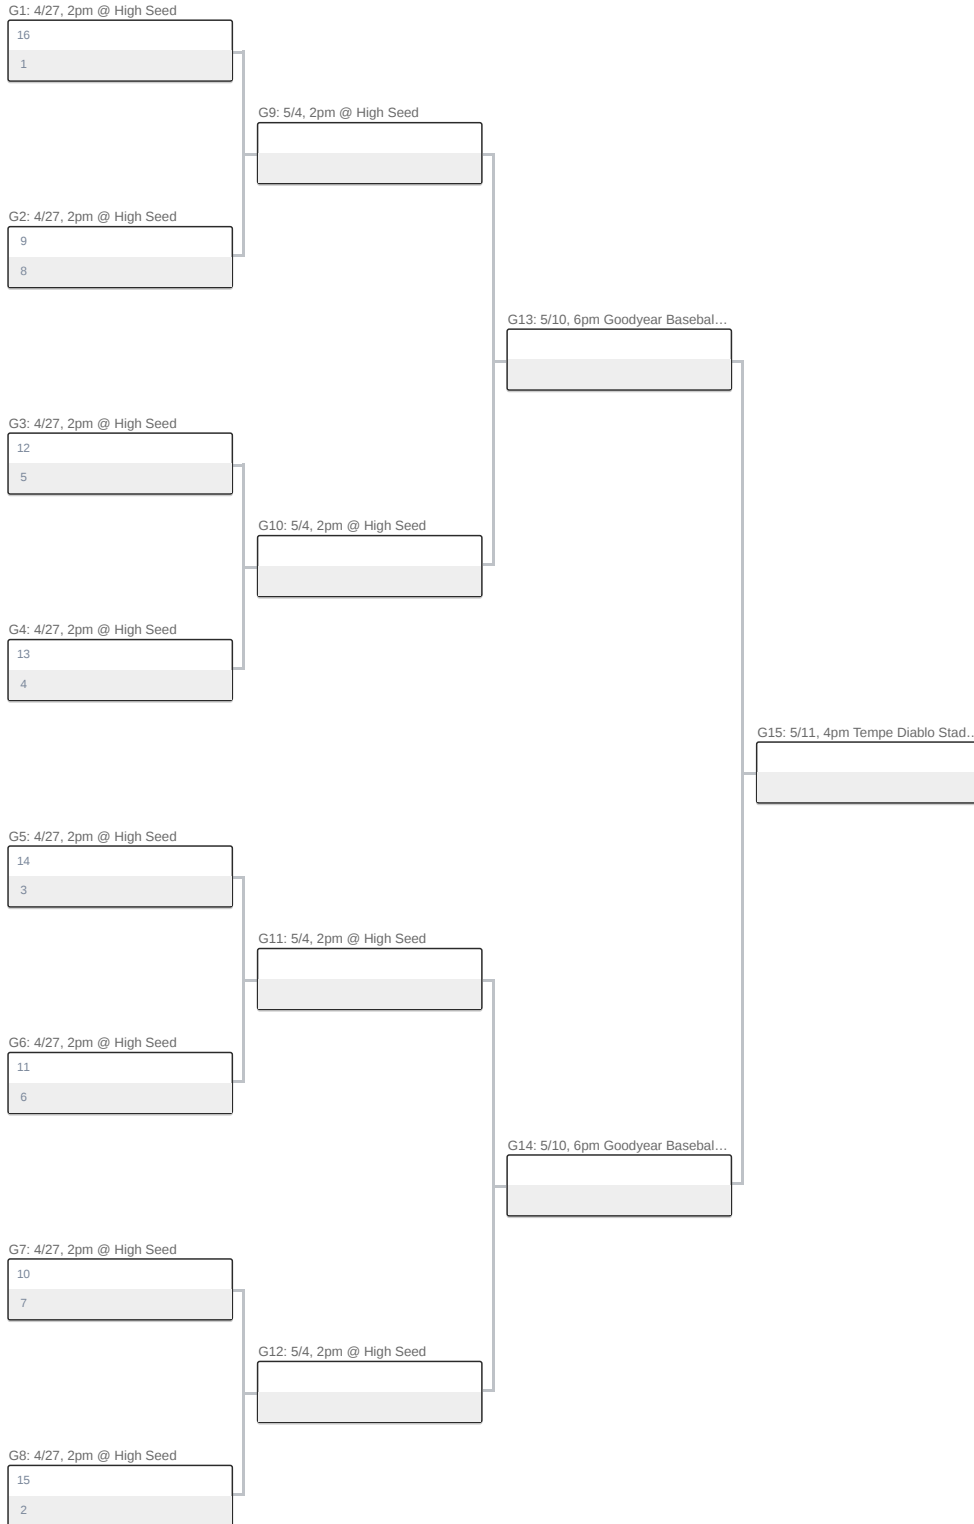 G1: 4/27, 2pm @ High Seed
16
1
G9: 5/4, 2pm @ High Seed
G2: 4/27, 2pm @ High Seed
9
8
G13: 5/10, 6pm Goodyear Basebal…
G3: 4/27, 2pm @ High Seed
12
5
G10: 5/4, 2pm @ High Seed
G4: 4/27, 2pm @ High Seed
13
4
G15: 5/11, 4pm Tempe Diablo Stad…
G5: 4/27, 2pm @ High Seed
14
3
G11: 5/4, 2pm @ High Seed
G6: 4/27, 2pm @ High Seed
11
6
G14: 5/10, 6pm Goodyear Basebal…
G7: 4/27, 2pm @ High Seed
10
7
G12: 5/4, 2pm @ High Seed
G8: 4/27, 2pm @ High Seed
15
2